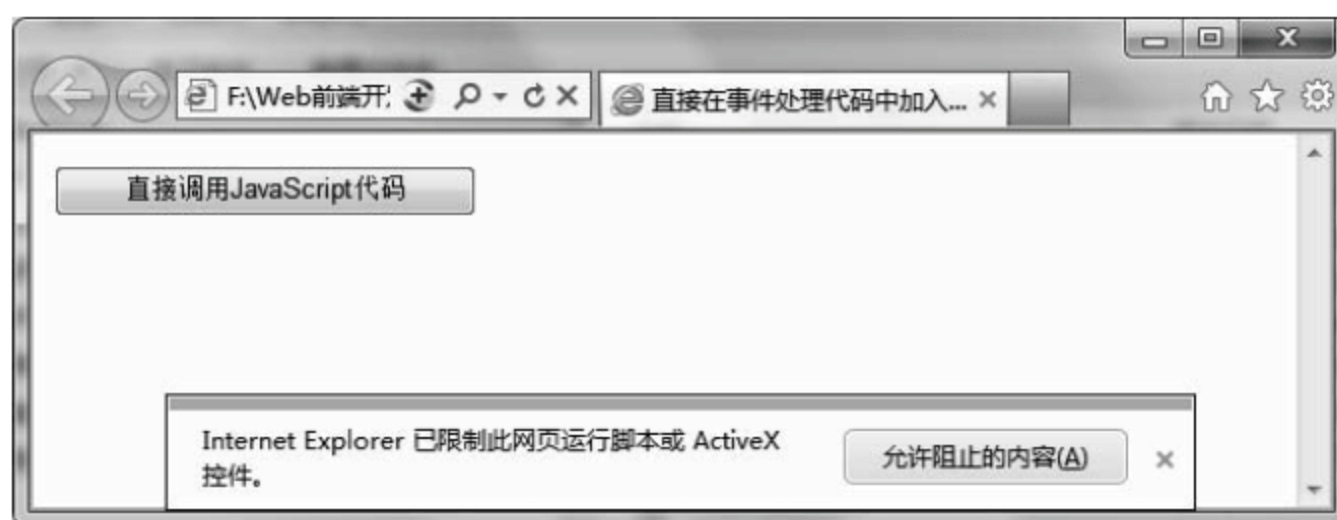 F:\Web前端开
直接在事件处理代码中加入...
直接调用JavaScript代码
Internet Explorer 已限制此网页运行脚本或 ActiveX
控件。
允许阻止的内容(A)